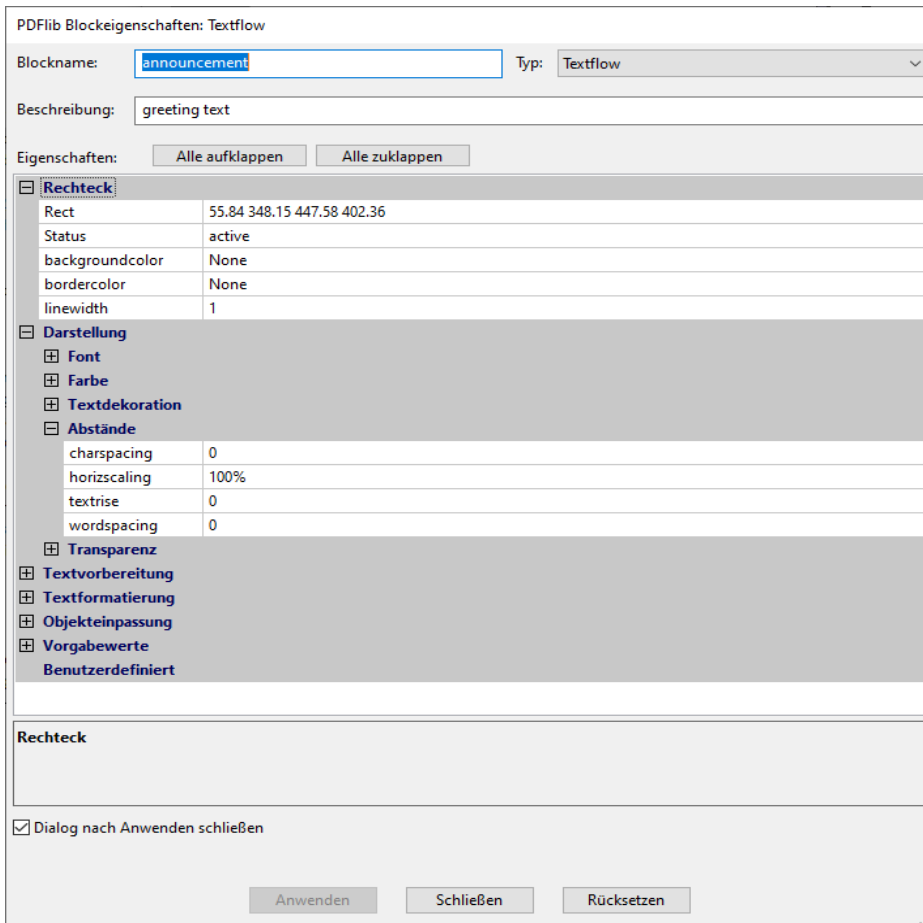 PDFlib Blockeigenschaften: Textflow
Blockname: announcement Typ: Textflow
Beschreibung: greeting text
Eigenschaften: Alle aufklappen Alle zuklappen
Rechteck
Rect 55.84 348.15 447.58 402.36
Status active
backgroundcolor None
bordercolor None
linewidth 1
Darstellung
Font
Farbe
Textdekoration
Abstände
charspacing 0
horizscaling 100%
textrise 0
wordspacing 0
Transparenz
Textvorbereitung
Textformatierung
Objekteinpassung
Vorgabewerte
Benutzerdefiniert
Rechteck
Dialog nach Anwenden schließen
Anwenden Schließen Rücksetzen